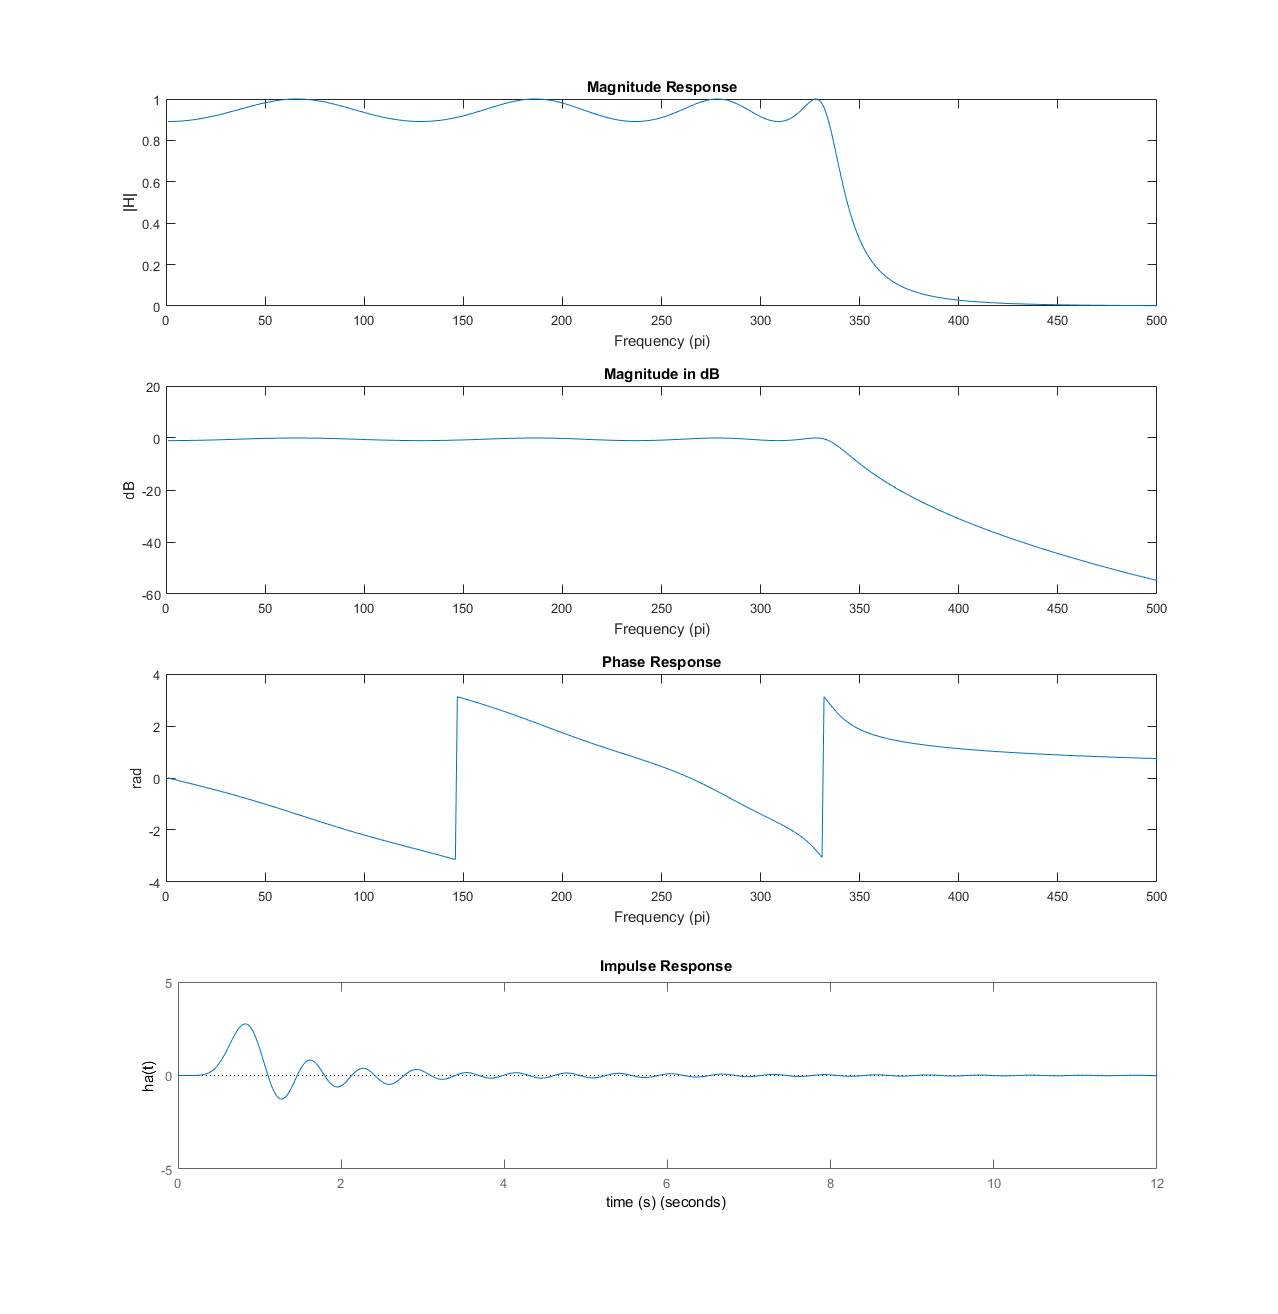 Magnitude Response
1
0.8
0.6
0.4
0.2
0
|H|
0 50 100 150 200 250 300 350 400 450 500
Frequency (pi)
Magnitude in dB
20
0
-20
-40
-60
dB
0 50 100 150 200 250 300 350 400 450 500
Frequency (pi)
Phase Response
4
2
0
-2
-4
rad
0 50 100 150 200 250 300 350 400 450 500
Frequency (pi)
Impulse Response
5
0
-5
ha(t)
0 2 4 6 8 10 12
time (s) (seconds)